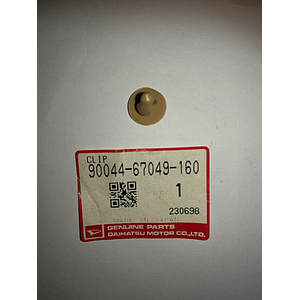 CLIP
90044-67049-160
1
230698
GENUINE PARTS
DAIHATSU MOTOR CO.,LTD.